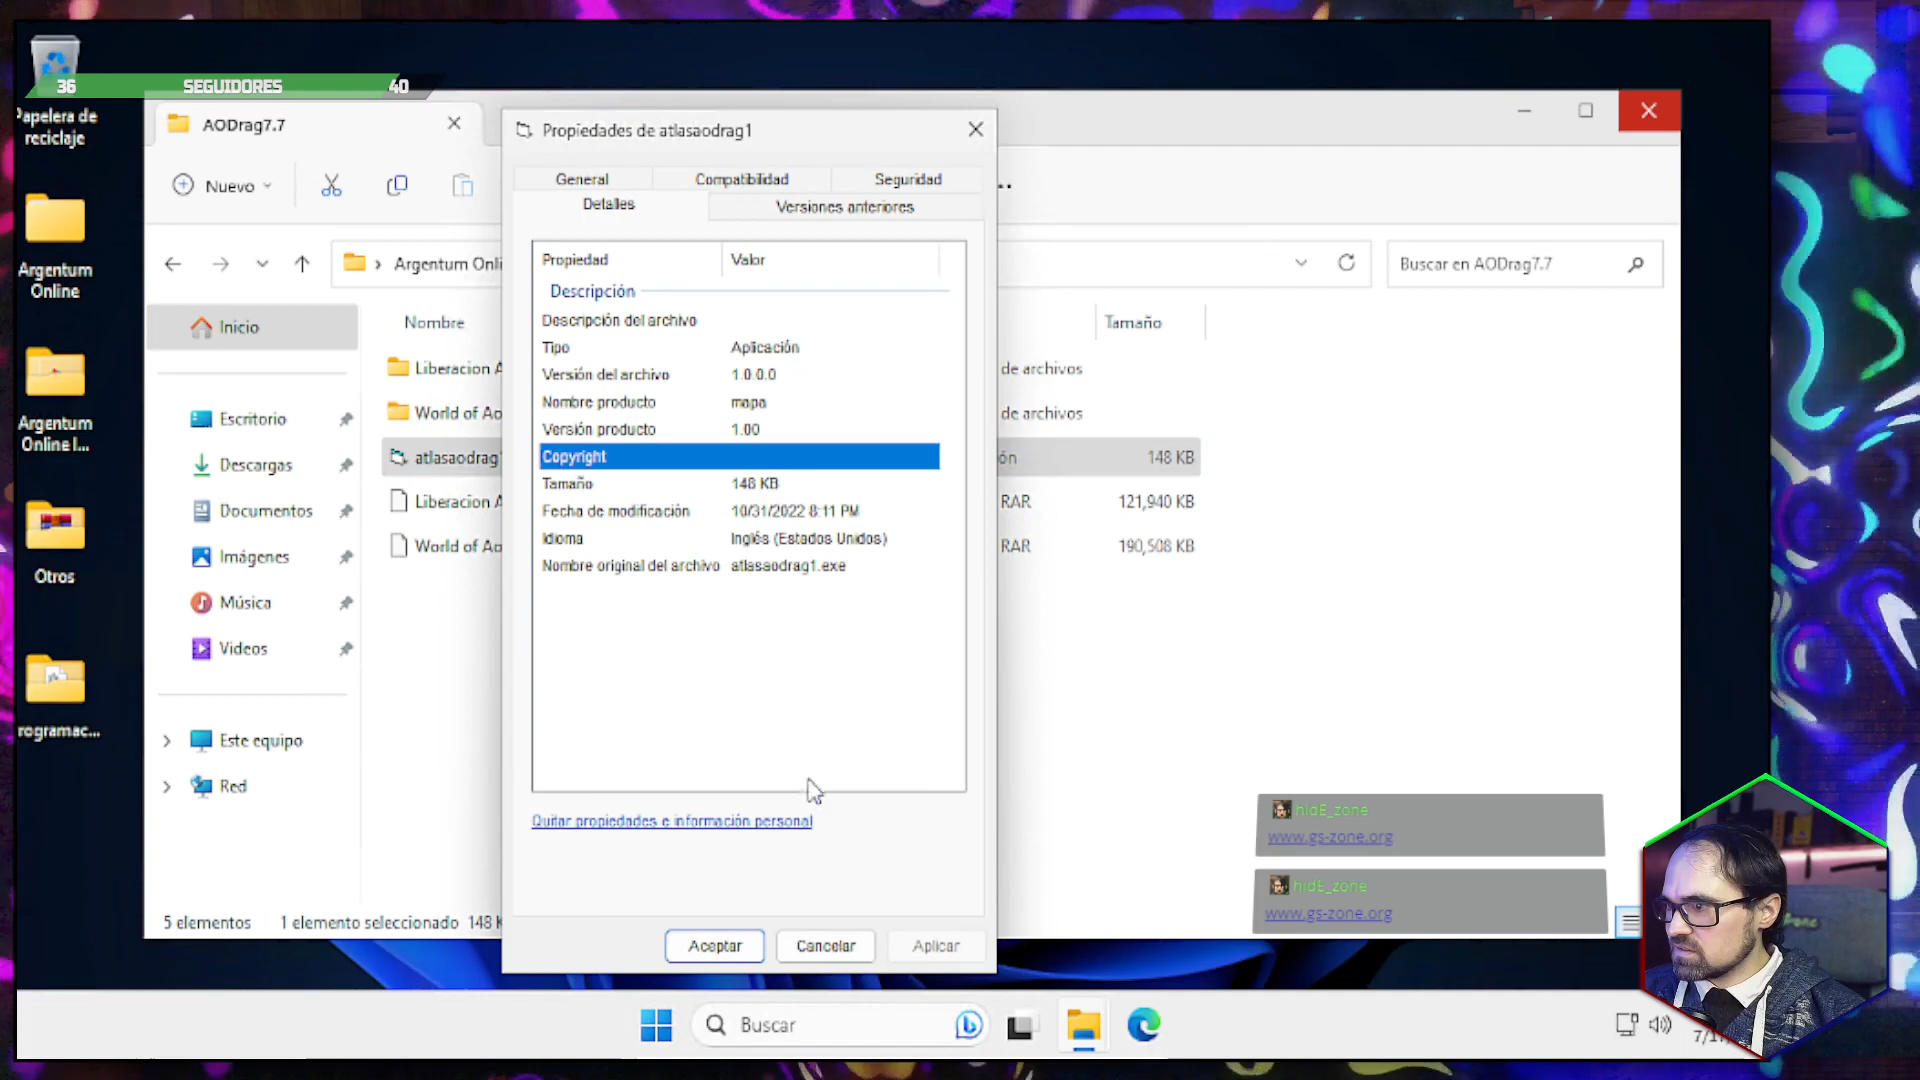 36 SEGUIDORES 40
Papelera de
reciclaje
Argentum
Online
Argentum
Online I...
Otros
rogramac...
AODrag7.7
Nuevo
Argentum Onli
Buscar en AODrag7.7
Inicio
Escritorio
Descargas
Documentos
Imágenes
Música
Videos
Este equipo
Red
Nombre
Tamaño
Liberacion A
de archivos
World of Ao
de archivos
atlasaodrag
ón
148 KB
Liberacion A
RAR
121,940 KB
World of Ao
RAR
190,508 KB
5 elementos
1 elemento seleccionado 148 K
Propiedades de atlasaodrag1
General
Compatibilidad
Seguridad
Detalles
Versiones anteriores
Propiedad Valor
Descripción
Descripción del archivo
Tipo Aplicación
Versión del archivo 1.0.0.0
Nombre producto mapa
Versión producto 1.00
Copyright
Tamaño 148 KB
Fecha de modificación 10/31/2022 8:11 PM
Idioma Inglés (Estados Unidos)
Nombre original del archivo atlasaodrag1.exe
Quitar propiedades e información personal
Aceptar
Cancelar
Aplicar
hidE_zone
www.gs-zone.org
hidE_zone
www.gs-zone.org
Buscar